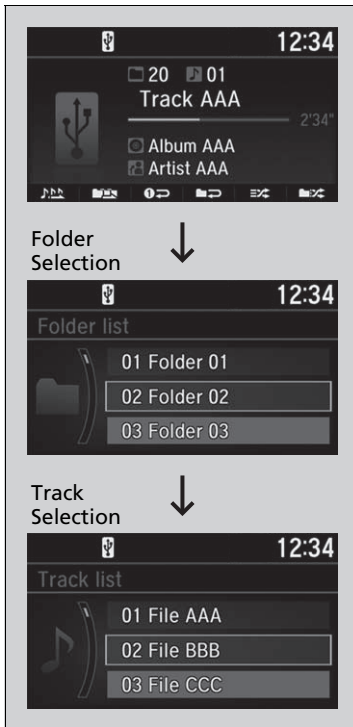 12:34
20 01
Track AAA
2'34"
Album AAA
Artist AAA
Folder
Selection
12:34
Folder list
01 Folder 01
02 Folder 02
03 Folder 03
Track
Selection
12:34
Track list
01 File AAA
02 File BBB
03 File CCC